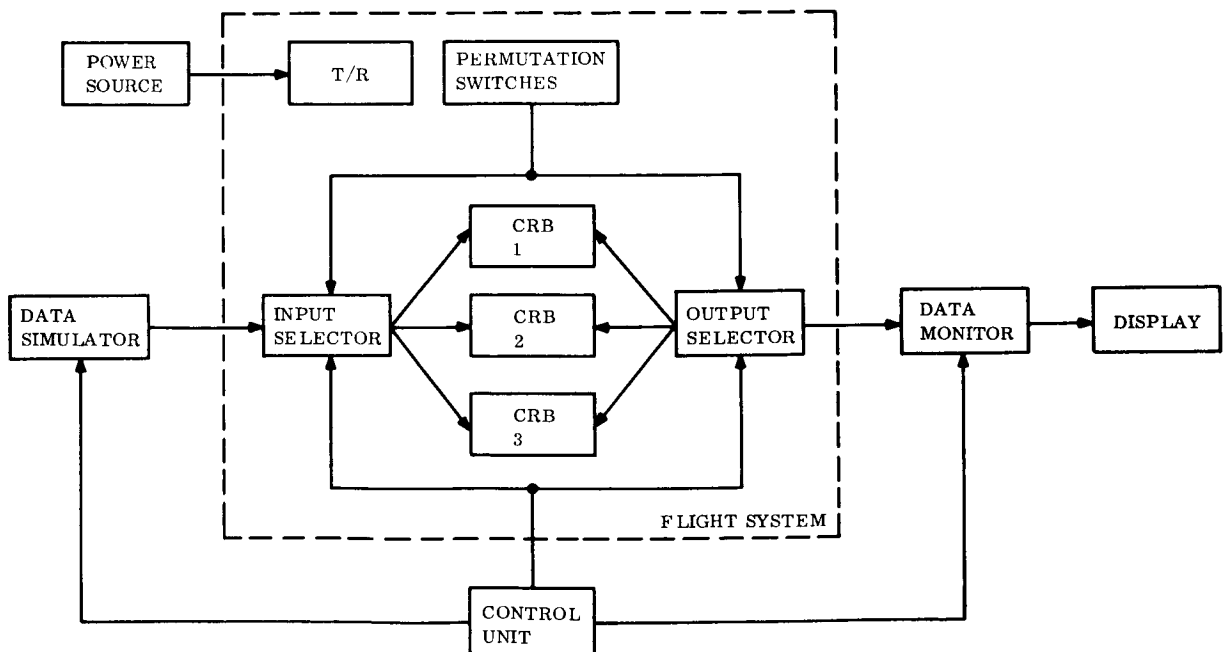 POWER
SOURCE
T/R
PERMUTATION
SWITCHES
CRB
1
DATA
SIMULATOR
INPUT
SELECTOR
CRB
2
OUTPUT
SELECTOR
DATA
MONITOR
DISPLAY
CRB
3
FLIGHT SYSTEM
CONTROL
UNIT